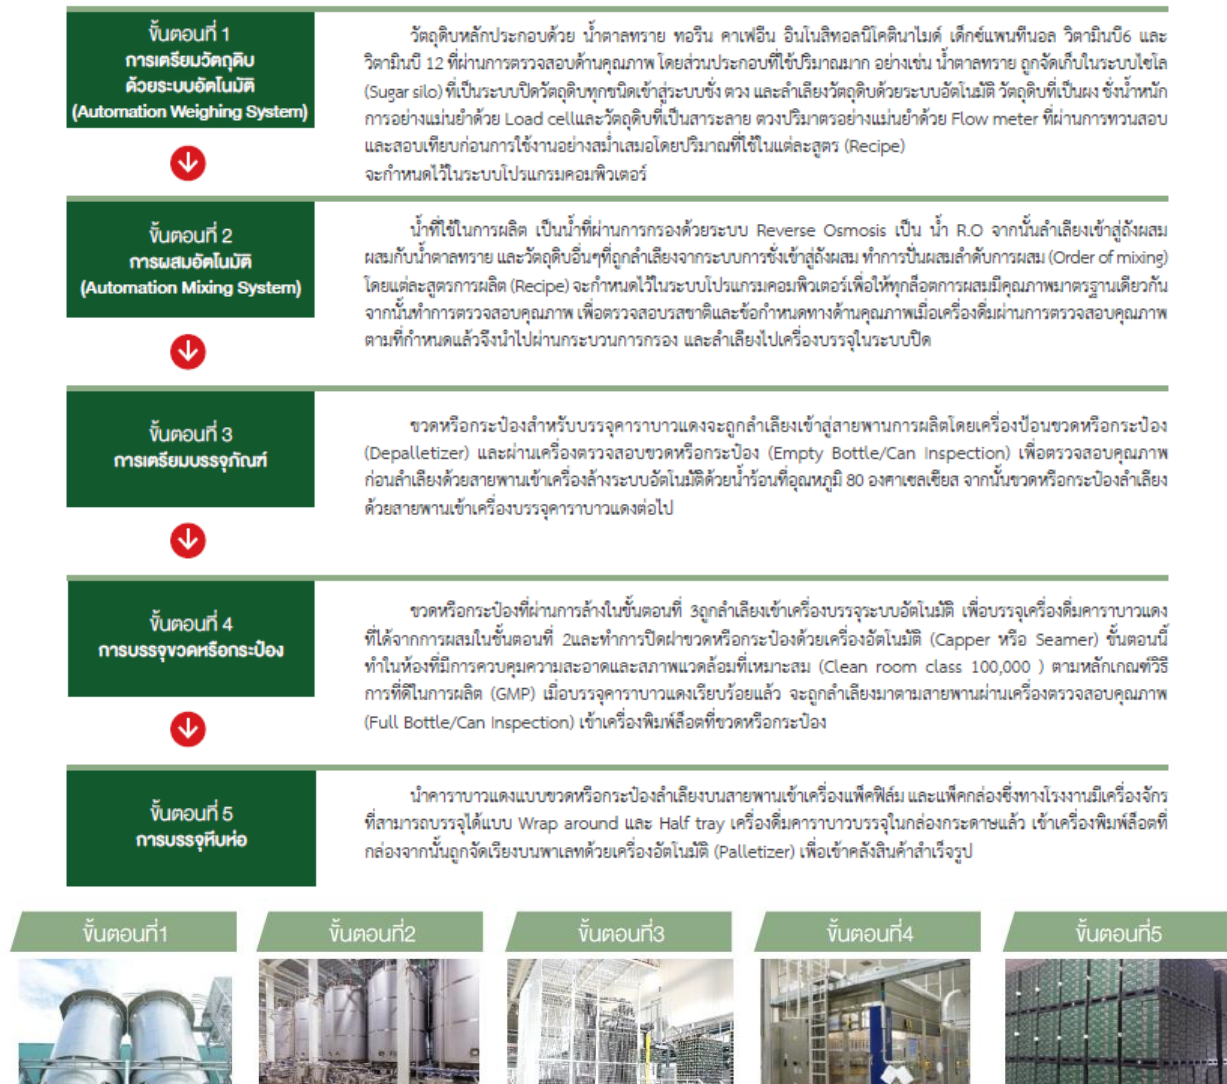 ขั้นตอนที่ 1
การเตรียมวัตถุดิบ
ด้วยระบบอัตโนมัติ
(Automation Weighing System)
วัตถุดิบหลักประกอบด้วย น้ำตาลทราย ทอรีน คาเฟอีน อินโนสิทอลนิโคตินาไมด์ เด็กซ์แพนทีนอล วิตามินบี6 และ
วิตามินบี 12 ที่ผ่านการตรวจสอบด้านคุณภาพ โดยส่วนประกอบที่ใช้ปริมาณมาก อย่างเช่น น้ำตาลทราย ถูกจัดเก็บในระบบไซโล
(Sugar silo) ที่เป็นระบบปิดวัตถุดิบทุกชนิดเข้าสู่ระบบชั่ง ตวง และลำเลียงวัตถุดิบด้วยระบบอัตโนมัติ วัตถุดิบที่เป็นผง ชั่งน้ำหนัก
การอย่างแม่นยำด้วย Load cellและวัตถุดิบที่เป็นสาระลาย ตวงปริมาตรอย่างแม่นยำด้วย Flow meter ที่ผ่านการทวนสอบ
และสอบเทียบก่อนการใช้งานอย่างสม่ำเสมอโดยปริมาณที่ใช้ในแต่ละสูตร (Recipe)
จะกำหนดไว้ในระบบโปรแกรมคอมพิวเตอร์
ขั้นตอนที่ 2
การผสมอัตโนมัติ
(Automation Mixing System)
น้ำที่ใช้ในการผลิต เป็นน้ำที่ผ่านการกรองด้วยระบบ Reverse Osmosis เป็น น้ำ R.O จากนั้นลำเลียงเข้าสู่ถังผสม
ผสมกับน้ำตาลทราย และวัตถุดิบอื่นๆที่ถูกลำเลียงจากระบบการชั่งเข้าสู่ถังผสม ทำการปั่นผสมลำดับการผสม (Order of mixing)
โดยแต่ละสูตรการผลิต (Recipe) จะกำหนดไว้ในระบบโปรแกรมคอมพิวเตอร์เพื่อให้ทุกล็อตการผสมมีคุณภาพมาตรฐานเดียวกัน
จากนั้นทำการตรวจสอบคุณภาพ เพื่อตรวจสอบรสชาติและข้อกำหนดทางด้านคุณภาพเมื่อเครื่องดื่มผ่านการตรวจสอบคุณภาพ
ตามที่กำหนดแล้วจึงนำไปผ่านกระบวนการกรอง และลำเลียงไปเครื่องบรรจุในระบบปิด
ขั้นตอนที่ 3
การเตรียมบรรจุภัณฑ์
ขวดหรือกระป๋องสำหรับบรรจุคาราบาวแดงจะถูกลำเลียงเข้าสู่สายพานการผลิตโดยเครื่องป้อนขวดหรือกระป๋อง
(Depalletizer) และผ่านเครื่องตรวจสอบขวดหรือกระป๋อง (Empty Bottle/Can Inspection) เพื่อตรวจสอบคุณภาพ
ก่อนลำเลียงด้วยสายพานเข้าเครื่องล้างระบบอัตโนมัติด้วยน้ำร้อนที่อุณหภูมิ 80 องศาเซลเซียส จากนั้นขวดหรือกระป๋องลำเลียง
ด้วยสายพานเข้าเครื่องบรรจุคาราบาวแดงต่อไป
ขั้นตอนที่ 4
การบรรจุขวดหรือกระป๋อง
ขวดหรือกระป๋องที่ผ่านการล้างในขั้นตอนที่ 3ถูกลำเลียงเข้าเครื่องบรรจุระบบอัตโนมัติ เพื่อบรรจุเครื่องดื่มคาราบาวแดง
ที่ได้จากการผสมในขั้นตอนที่ 2และทำการปิดฝาขวดหรือกระป๋องด้วยเครื่องอัตโนมัติ (Capper หรือ Seamer) ขั้นตอนนี้
ทำในห้องที่มีการควบคุมความสะอาดและสภาพแวดล้อมที่เหมาะสม (Clean room class 100,000 ) ตามหลักเกณฑ์วิธี
การที่ดีในการผลิต (GMP) เมื่อบรรจุคาราบาวแดงเรียบร้อยแล้ว จะถูกลำเลียงมาตามสายพานผ่านเครื่องตรวจสอบคุณภาพ
(Full Bottle/Can Inspection) เข้าเครื่องพิมพ์ล็อตที่ขวดหรือกระป๋อง
ขั้นตอนที่ 5
การบรรจุหีบห่อ
นำคาราบาวแดงแบบขวดหรือกระป๋องลำเลียงบนสายพานเข้าเครื่องแพ็คฟิล์ม และแพ็คกล่องซึ่งทางโรงงานมีเครื่องจักร
ที่สามารถบรรจุได้แบบ Wrap around และ Half tray เครื่องดื่มคาราบาวบรรจุในกล่องกระดาษแล้ว เข้าเครื่องพิมพ์ล็อตที่
กล่องจากนั้นถูกจัดเรียงบนพาเลทด้วยเครื่องอัตโนมัติ (Palletizer) เพื่อเข้าคลังสินค้าสำเร็จรูป
ขั้นตอนที่1
ขั้นตอนที่2
ขั้นตอนที่3
ขั้นตอนที่4
ขั้นตอนที่5